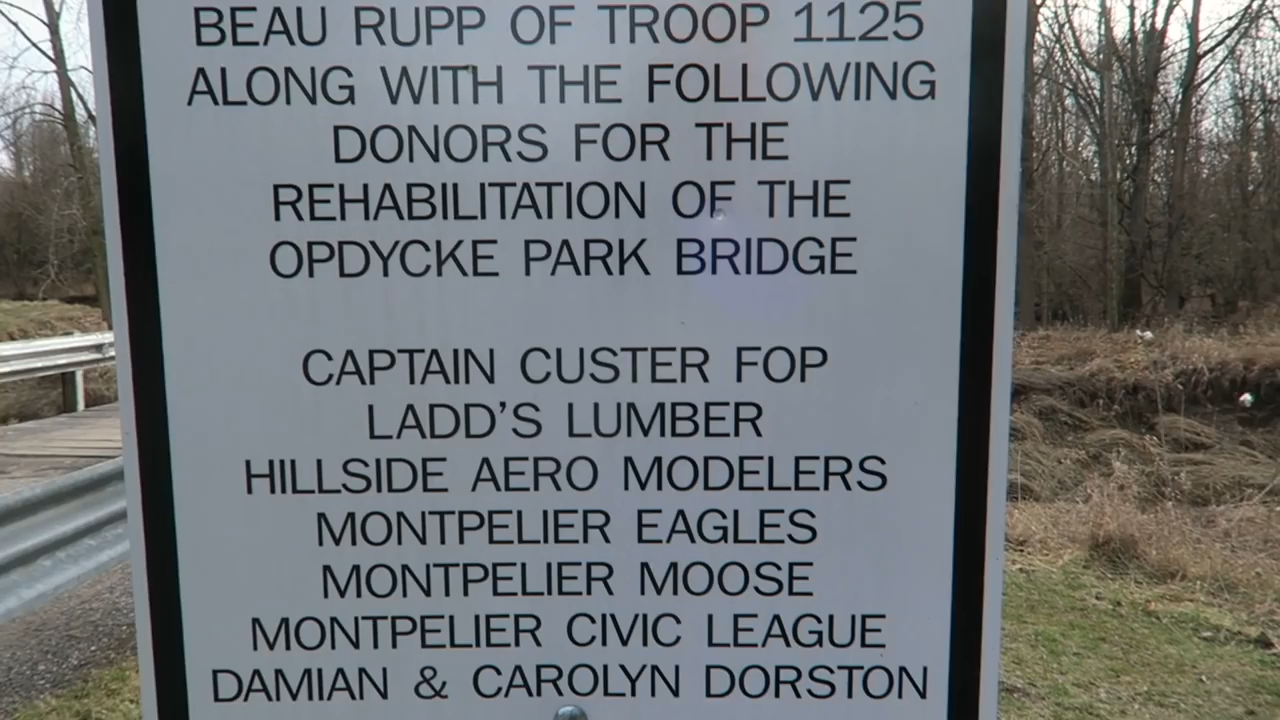 BEAU RUPP OF TROOP 1125
ALONG WITH THE FOLLOWING
DONORS FOR THE
REHABILITATION OF THE
OPDYCKE PARK BRIDGE
CAPTAIN CUSTER FOP
LADD'S LUMBER
HILLSIDE AERO MODELERS
MONTPELIER EAGLES
MONTPELIER MOOSE
MONTPELIER CIVIC LEAGUE
DAMIAN & CAROLYN DORSTON